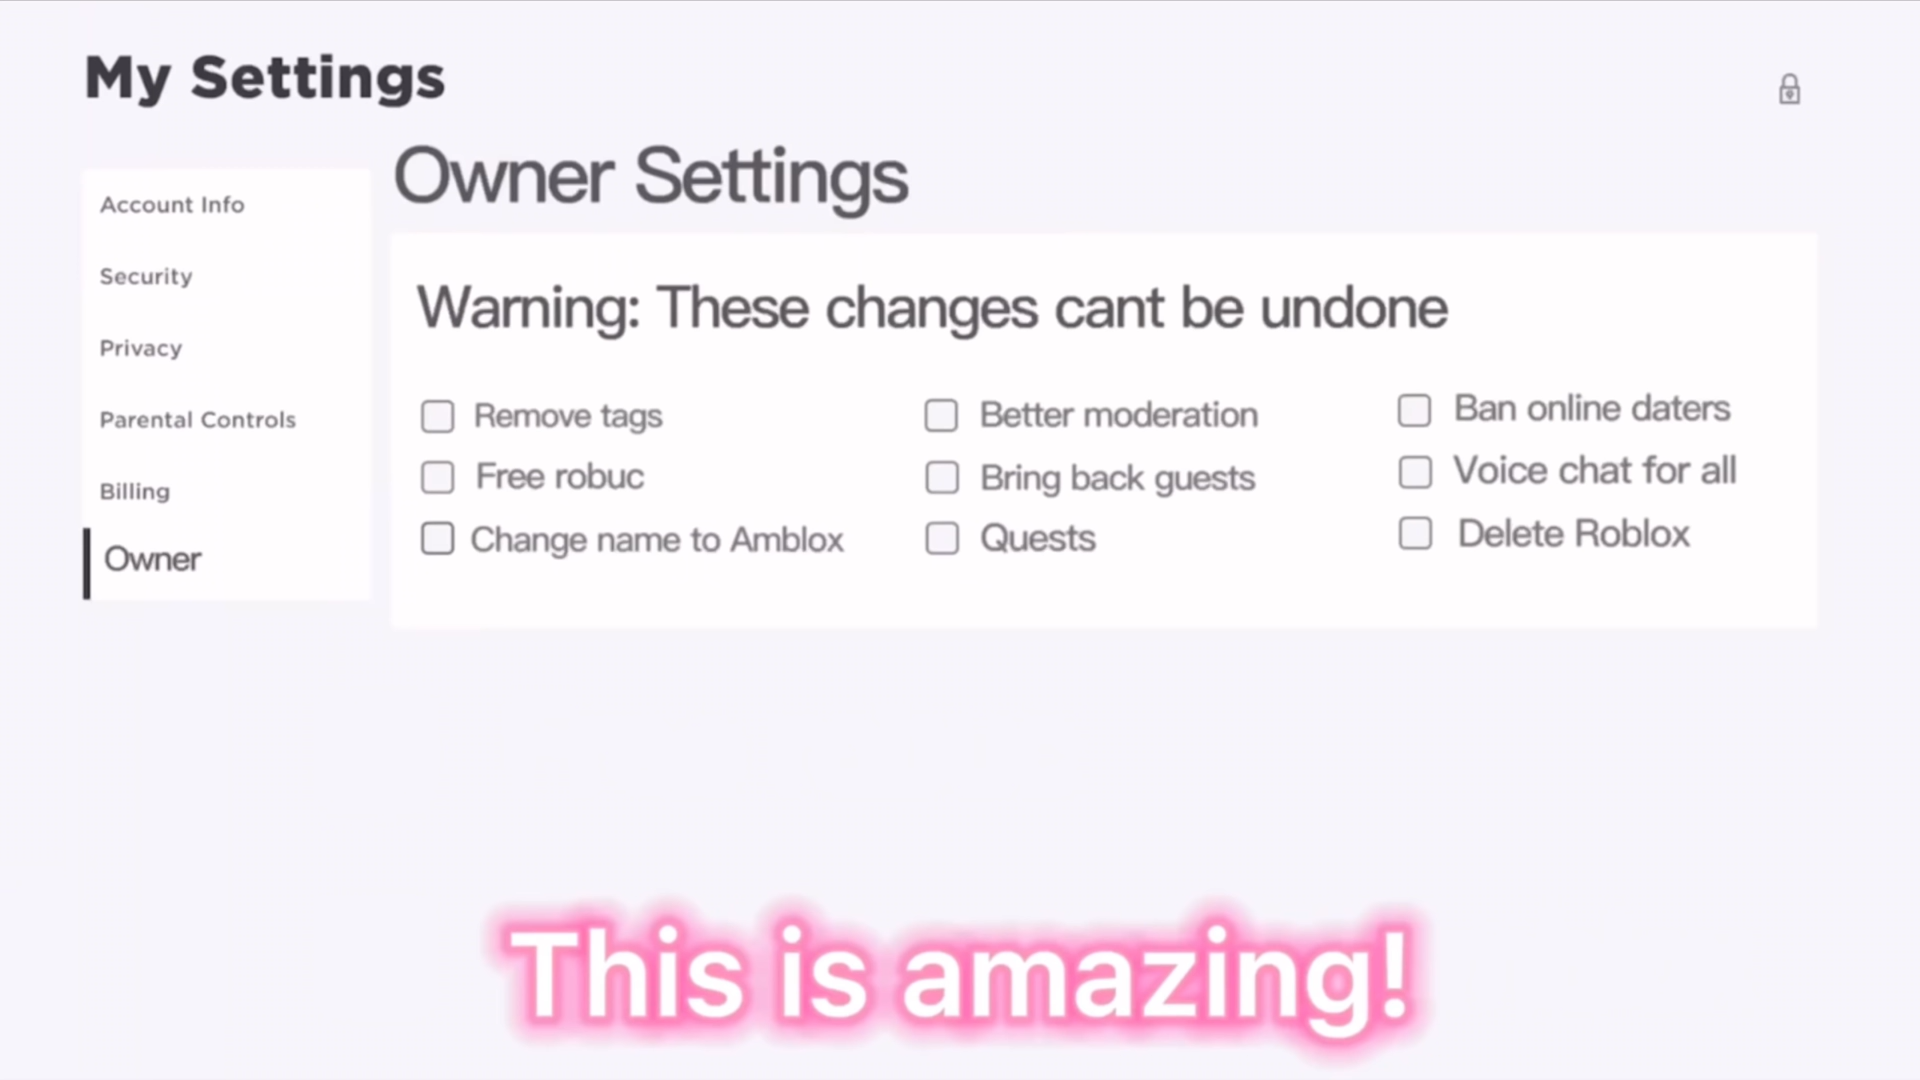 My Settings
Owner Settings
Account Info
Security
Privacy
Parental Controls
Billing
Owner
Warning: These changes cant be undone
Remove tags
Free robuc
Change name to Amblox
Better moderation
Bring back guests
Quests
Ban online daters
Voice chat for all
Delete Roblox
This is amazing!